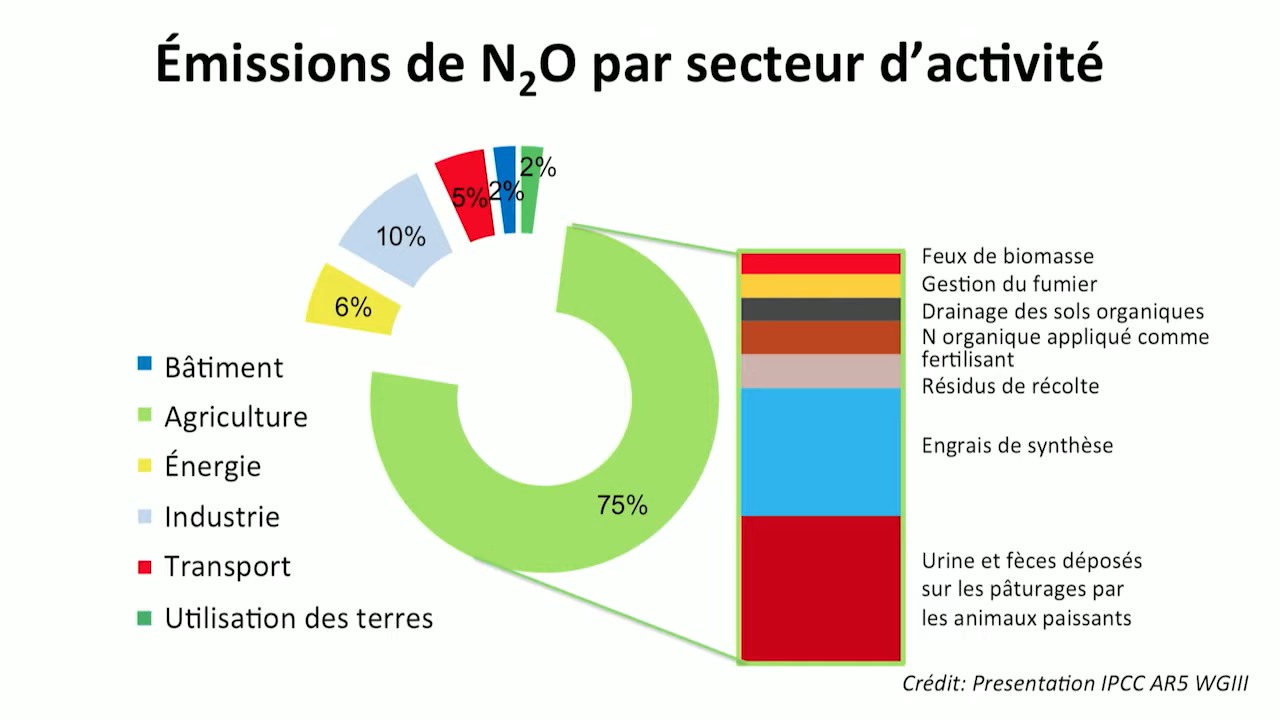 Émissions de N₂O par secteur d’activité
2%
5%
2%
10%
6%
75%
Bâtiment
Agriculture
Énergie
Industrie
Transport
Utilisation des terres
Feux de biomasse
Gestion du fumier
Drainage des sols organiques
N organique appliqué comme
fertilisant
Résidus de récolte
Engrais de synthèse
Urine et fèces déposés
sur les pâturages par
les animaux paissants
Crédit: Presentation IPCC AR5 WGIII